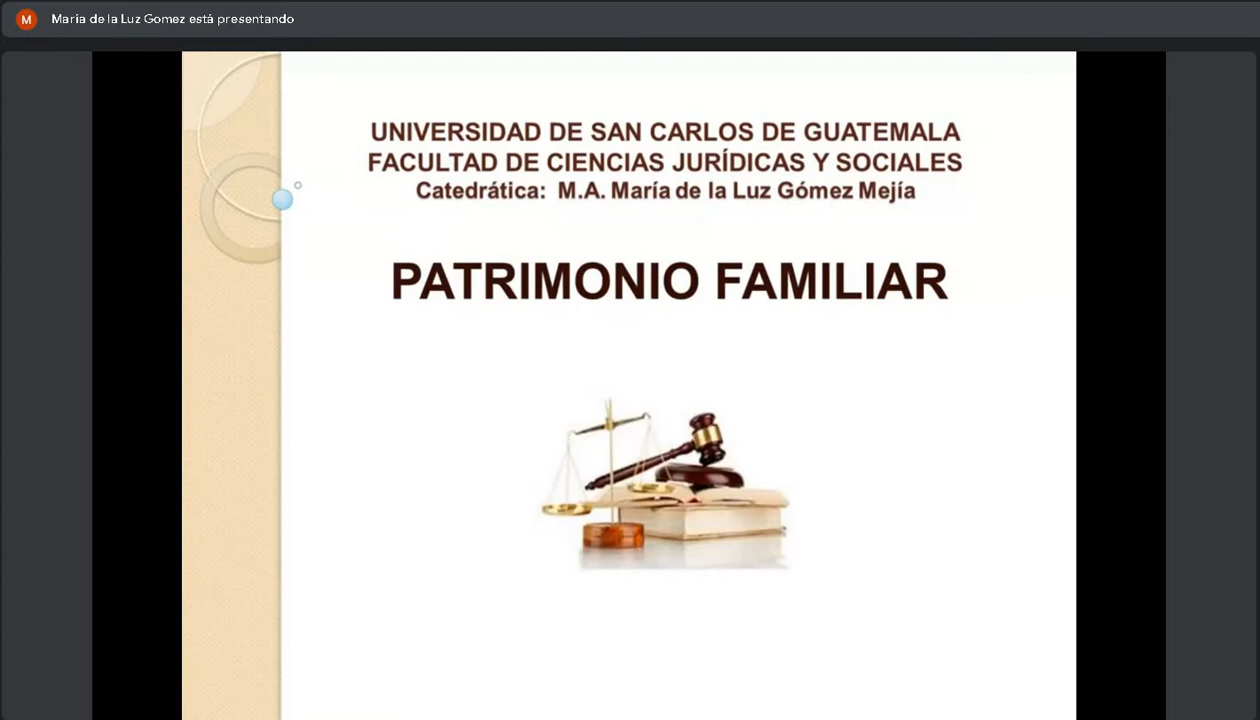 M
Maria de la Luz Gomez está presentando
UNIVERSIDAD DE SAN CARLOS DE GUATEMALA
FACULTAD DE CIENCIAS JURÍDICAS Y SOCIALES
Catedrática: M.A. María de la Luz Gómez Mejía
PATRIMONIO FAMILIAR